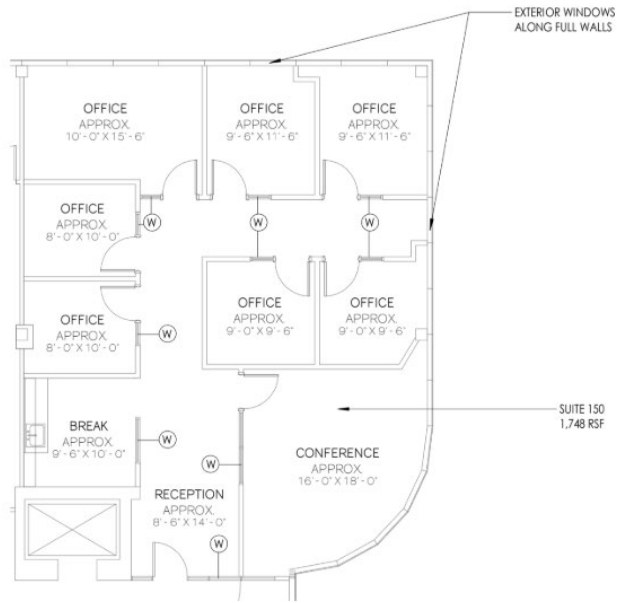 EXTERIOR WINDOWS
ALONG FULL WALLS
OFFICE
APPROX.
10'-0" X 15'-6"
OFFICE
APPROX.
9'-6"X 11'-6"
OFFICE
APPROX.
9'-6"X 11'-6"
W
W
W
OFFICE
APPROX.
8'-0"X 10'-0"
OFFICE
APPROX.
9'-0"X 9'-6"
OFFICE
APPROX.
9'-0"X 9'-6"
OFFICE
APPROX.
8'-0"X 10'-0"
W
SUITE 150
1,748 RSF
BREAK
APPROX.
9'-6"X 10'-0"
W
W
CONFERENCE
APPROX.
16'-0"X 18'-0"
RECEPTION
APPROX.
8'-6"X 14'-0"
W